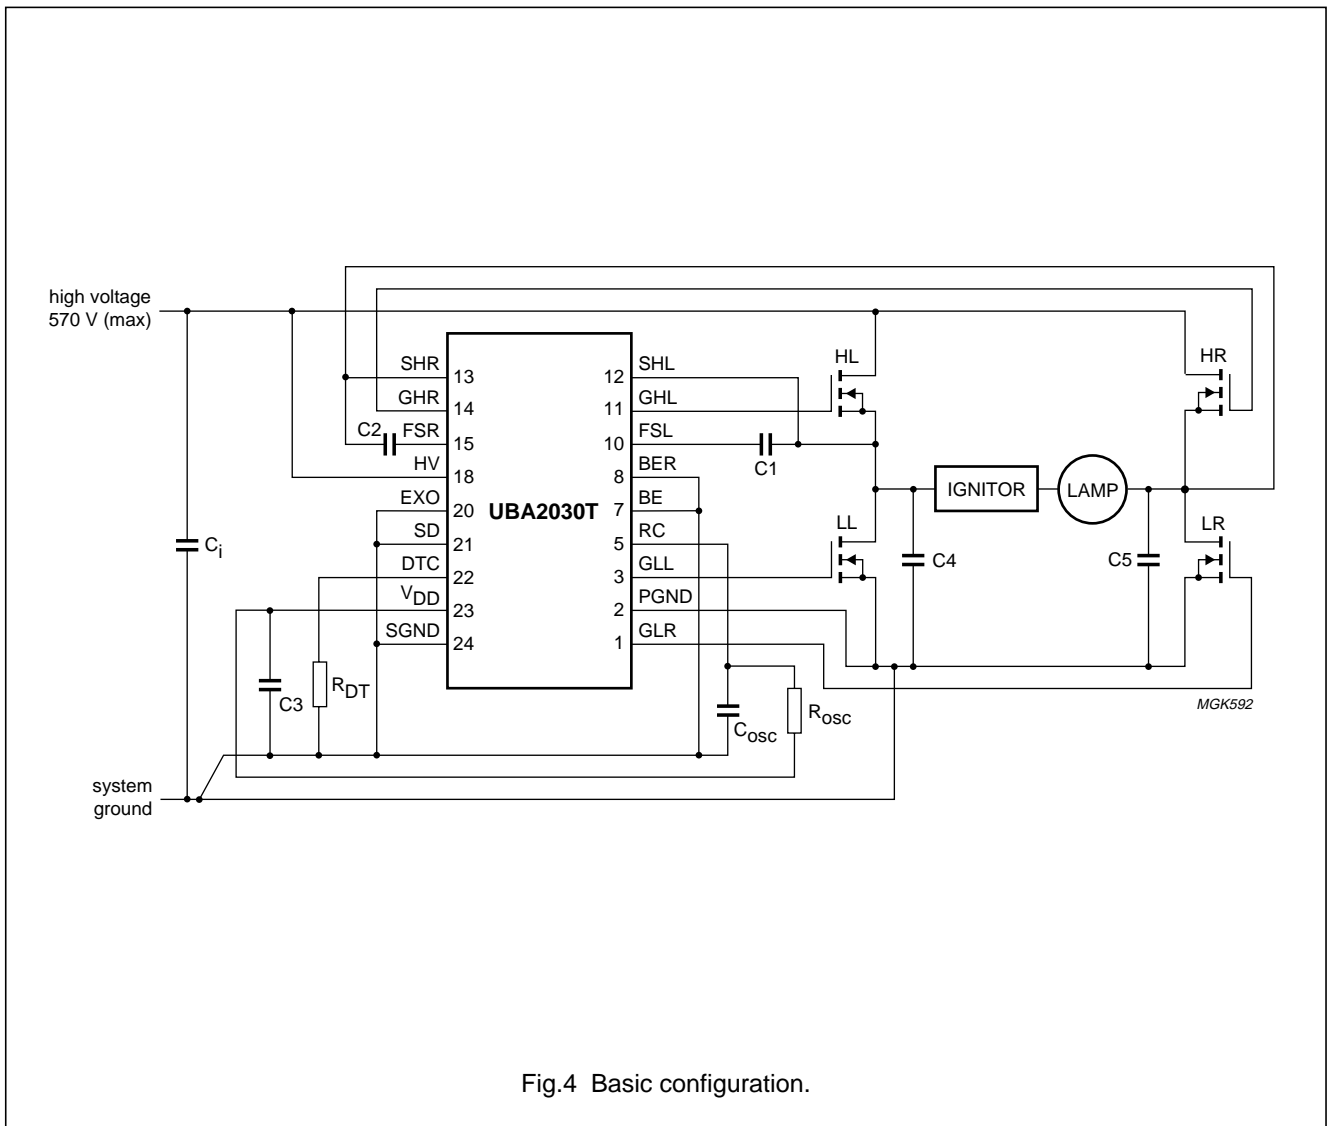 high voltage
570 V (max)
system
ground
Ci
C2
C3
RDT
SHR 13
GHR 14
FSR 15
HV 18
EXO 20
SD 21
DTC 22
VDD 23
SGND 24
UBA2030T
12 SHL
11 GHL
10 FSL
8 BER
7 BE
5 RC
3 GLL
2 PGND
1 GLR
C1
HL
HR
LL
LR
C4
IGNITOR
LAMP
C5
Cosc
Rosc
MGK592
Fig.4 Basic configuration.